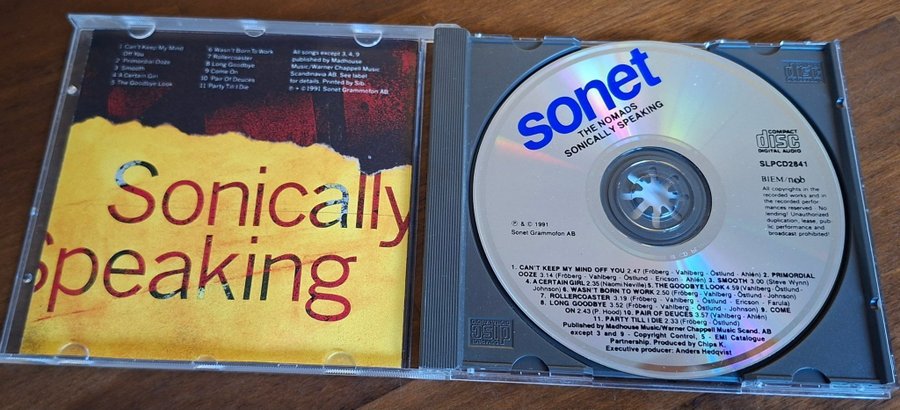 1 Can't Keep My Mind
Off You
2 Primordial Ooze
3 Smooth
4 A Certain Girl
5 The Goodbye Look
6 Wasn't Born To Work
7 Rollercoaster
8 Long Goodbye
9 Come On
10 Pair of Deuces
11 Party Till I Die
All songs except 3, 4, 9
published by Madhouse
Music/Warner Chappell Music
Scandinavia AB. See label
for details. Printed by Sib.
℗ + © 1991 Sonet Grammofon AB
Sonically
Speaking
sonet
THE NOMADS
SONICALLY SPEAKING
COMPACT
disc
DIGITAL AUDIO
SLPCD2841
BIEM/ncb
All copyrights in the
recorded works and in
the recorded perfor-
mances reserved - No
lending! Unauthorized
duplication, lease, pub-
lic performance and
broadcast prohibited!
℗ & © 1991
Sonet Grammofon AB
1. CAN'T KEEP MY MIND OFF YOU 2.47 (Fröberg - Vahlberg - Östlund - Ahlén) 2. PRIMORDIAL
OOZE 3.14 (Fröberg - Vahlberg - Östlund - Ericson - Ahlén) 3. SMOOTH 3.00 (Steve Wynn)
4. A CERTAIN GIRL 2.35 (Naomi Neville) 5. THE GOODBYE LOOK 4.59 (Vahlberg - Östlund -
Johnson) 6. WASN'T BORN TO WORK 2.50 (Fröberg - Vahlberg - Östlund - Johnson)
7. ROLLERCOASTER 3.19 (Fröberg - Vahlberg - Östlund - Ericson - Farula)
8. LONG GOODBYE 3.52 (Fröberg - Vahlberg - Östlund - Johnson) 9. COME
ON 2.43 (P. Hood) 10. PAIR OF DEUCES 3.57 (Vahlberg - Ahlén)
11. PARTY TILL I DIE 2.33 (Fröberg - Östlund)
Published by Madhouse Music/Warner Chappell Music Scand. AB
except 3 and 9 - Copyright Control, 5 - EMI Catalogue
Partnership. Produced by Chips K.
Executive producer: Anders Hedqvist